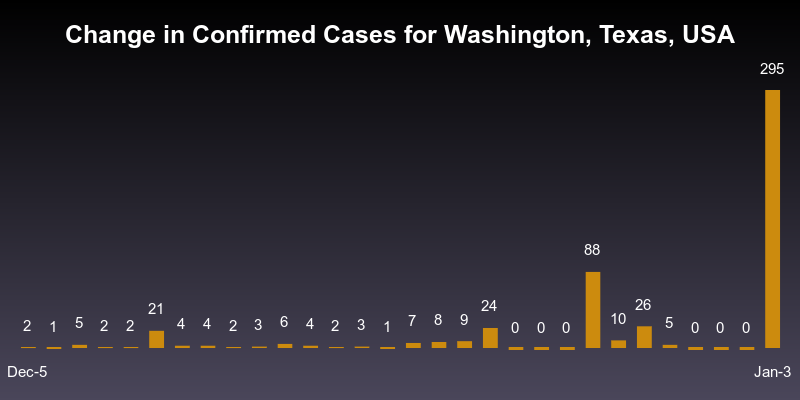 Change in Confirmed Cases for Washington, Texas, USA
295
88
2 1 5 2 2 21 4 4 2 3 6 4 2 3 1 7 8 9 24 0 0 0 10 26 5 0 0 0
Dec-5 Jan-3